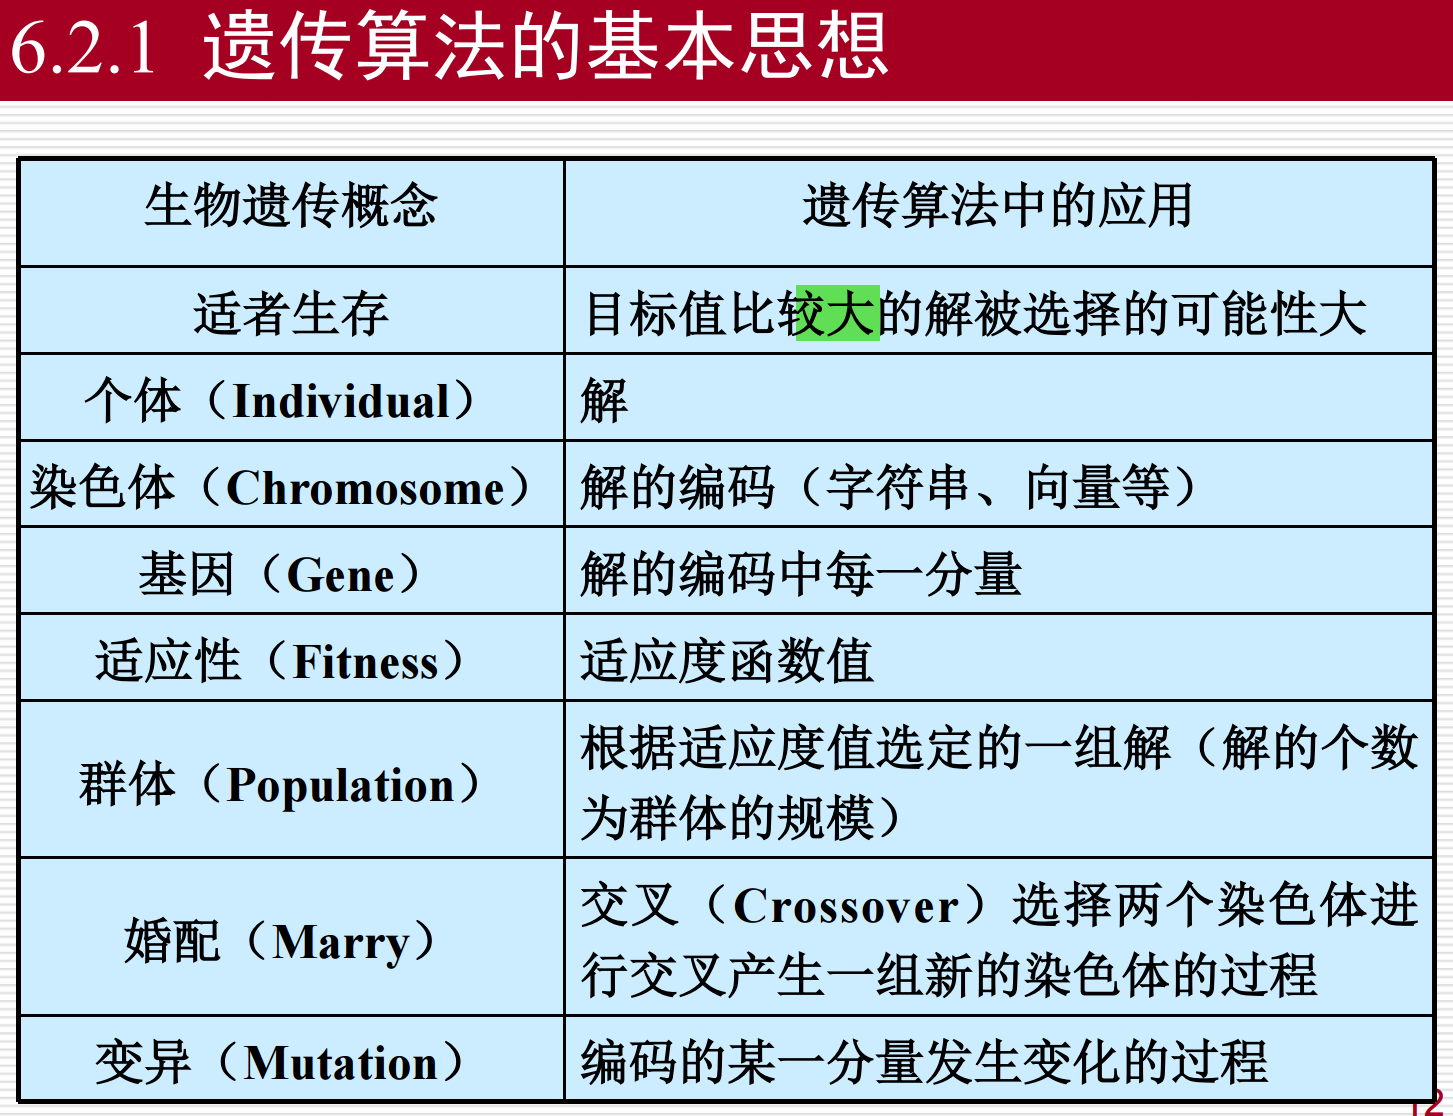 6.2.1 遗传算法的基本思想
生物遗传概念
遗传算法中的应用
适者生存
目标值比较大的解被选择的可能性大
个体（Individual）
解
染色体（Chromosome）
解的编码（字符串、向量等）
基因（Gene）
解的编码中每一分量
适应性（Fitness）
适应度函数值
群体（Population）
根据适应度值选定的一组解（解的个数
为群体的规模）
婚配（Marry）
交叉（Crossover）选择两个染色体进
行交叉产生一组新的染色体的过程
变异（Mutation）
编码的某一分量发生变化的过程
12